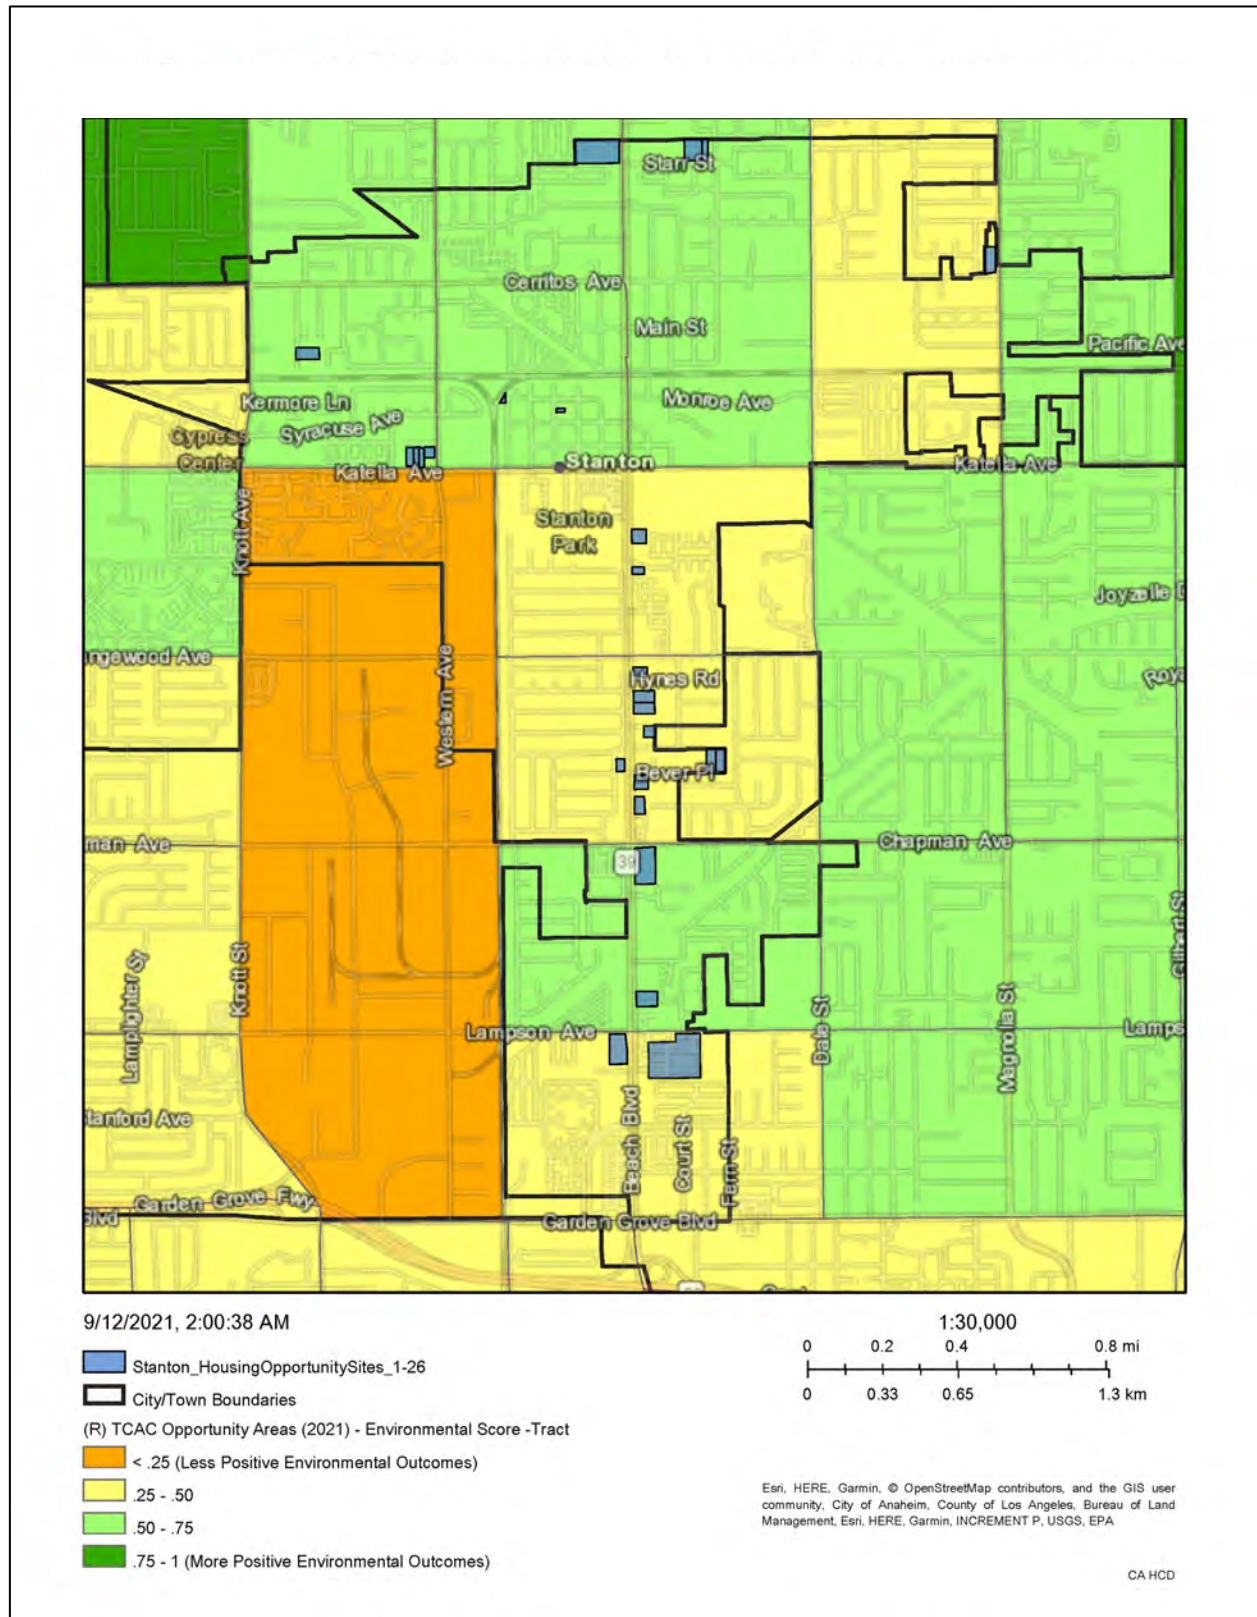 Starr St
Cerritos Ave
Main St
Pacific Ave
Kermore Ln
Monroe Ave
Syracuse Ave
Cypress
Center
Stanton
Katella Ave
Katella Ave
Knott Ave
Stanton
Park
Joyzelle D
ngewood Ave
Western Ave
Hynes Rd
Roya
Bever Pl
man Ave
39
Chapman Ave
Gilbert St
Lamplighter St
Knott St
Lampson Ave
Dale St
Magnolia St
Lamps
Stanford Ave
Beach Blvd
Court St
Fern St
Garden Grove Fwy
Blvd
Garden Grove Blvd
9/12/2021, 2:00:38 AM
Stanton_HousingOpportunitySites_1-26
City/Town Boundaries
(R) TCAC Opportunity Areas (2021) - Environmental Score -Tract
< .25 (Less Positive Environmental Outcomes)
.25 - .50
.50 - .75
.75 - 1 (More Positive Environmental Outcomes)
1:30,000
0 0.2 0.4 0.8 mi
0 0.33 0.65 1.3 km
Esri, HERE, Garmin, © OpenStreetMap contributors, and the GIS user
community, City of Anaheim, County of Los Angeles, Bureau of Land
Management, Esri, HERE, Garmin, INCREMENT P, USGS, EPA
CA HCD